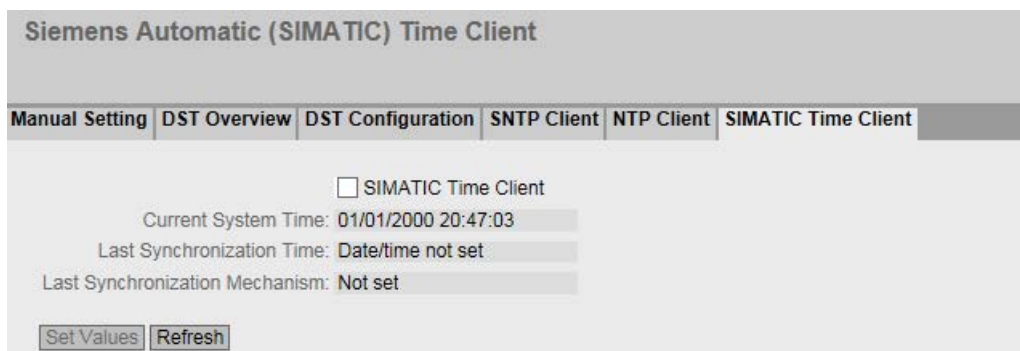 Siemens Automatic (SIMATIC) Time Client
Manual Setting DST Overview DST Configuration SNTP Client NTP Client SIMATIC Time Client
SIMATIC Time Client
Current System Time: 01/01/2000 20:47:03
Last Synchronization Time: Date/time not set
Last Synchronization Mechanism: Not set
Set Values Refresh